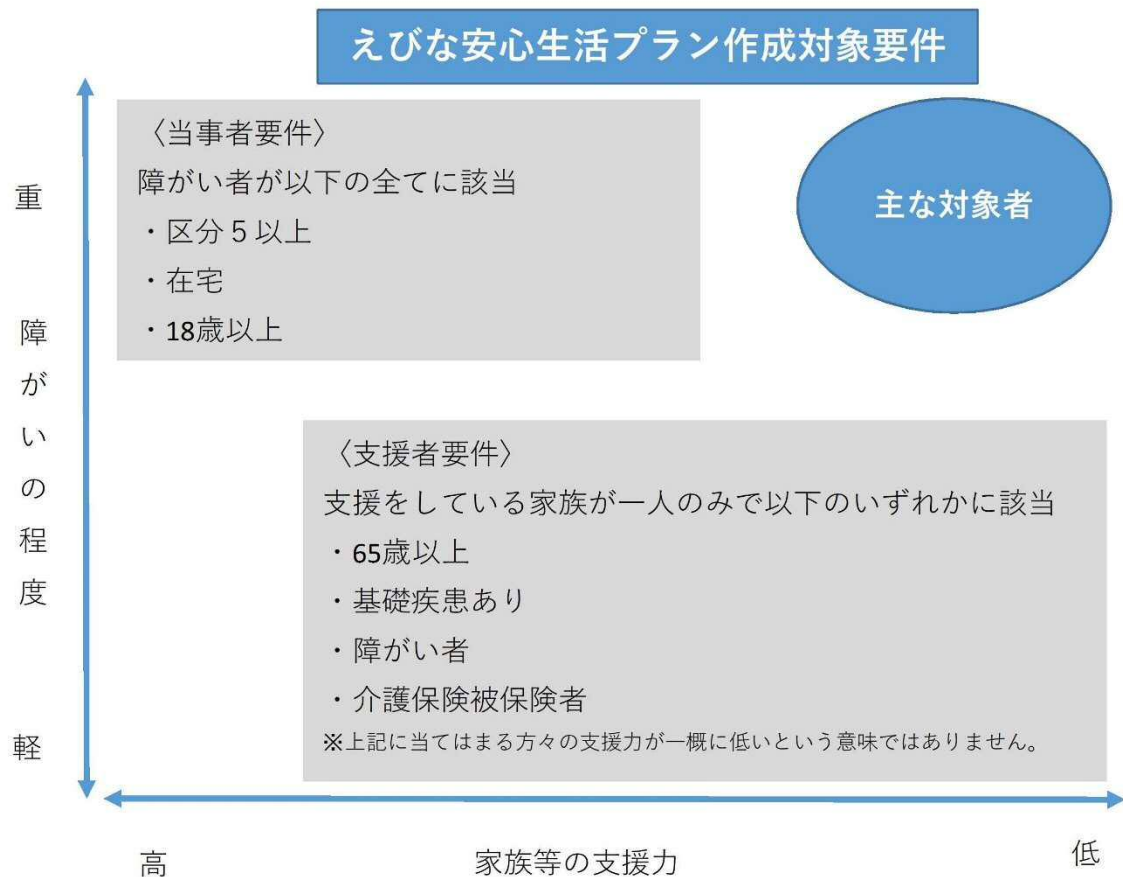 えびな安心生活プラン作成対象要件
〈当事者要件〉
障がい者が以下の全てに該当
・区分５以上
・在宅
・18歳以上
主な対象者
重
障がいの程度
軽
〈支援者要件〉
支援をしている家族が一人のみで以下のいずれかに該当
・65歳以上
・基礎疾患あり
・障がい者
・介護保険被保険者
※上記に当てはまる方々の支援力が一概に低いという意味ではありません。
高
家族等の支援力
低